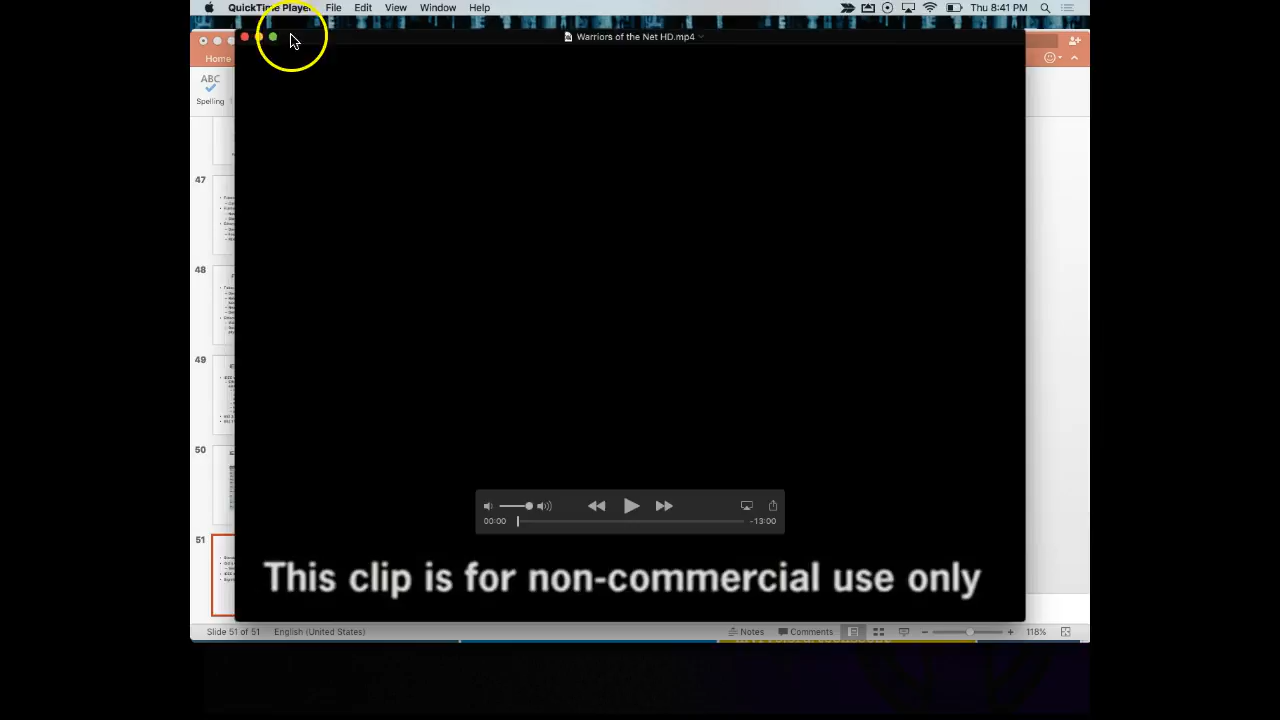 QuickTime Player File Edit View Window Help Thu 8:41 PM
Warriors of the Net HD.mp4
Home
ABC
Spelling
47
48
49
50
51
00:00 -13:00
This clip is for non-commercial use only
Slide 51 of 51 English (United States) Notes Comments 118%